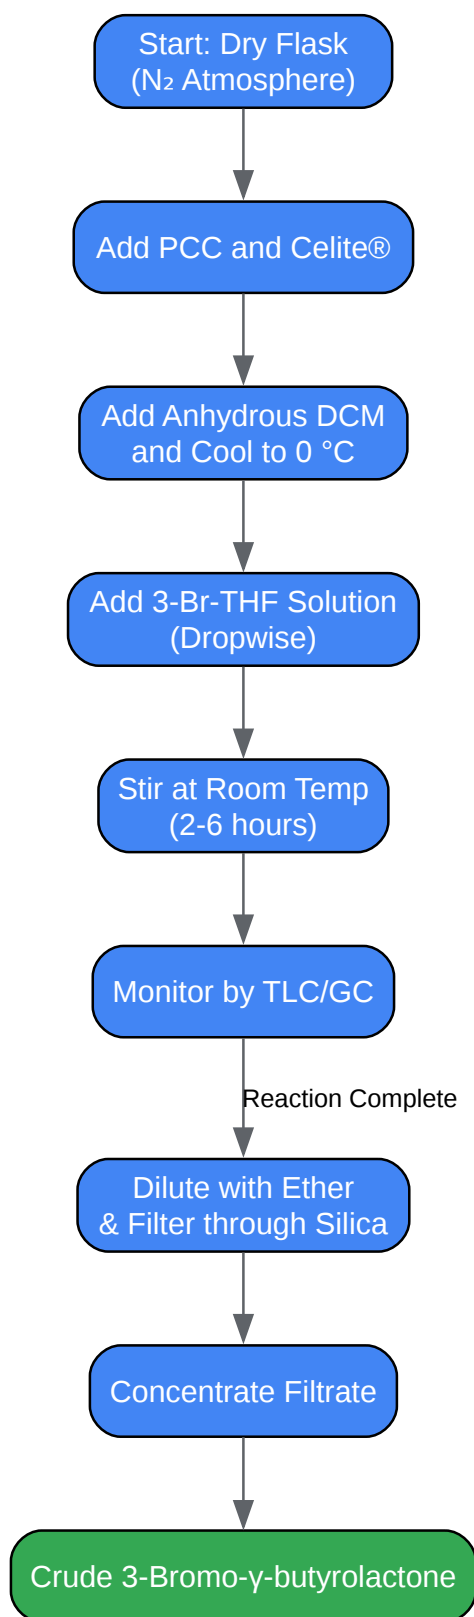 Start: Dry Flask
(N₂ Atmosphere)
Add PCC and Celite®
Add Anhydrous DCM
and Cool to 0 °C
Add 3-Br-THF Solution
(Dropwise)
Stir at Room Temp
(2-6 hours)
Monitor by TLC/GC
Reaction Complete
Dilute with Ether
& Filter through Silica
Concentrate Filtrate
Crude 3-Bromo-γ-butyrolactone